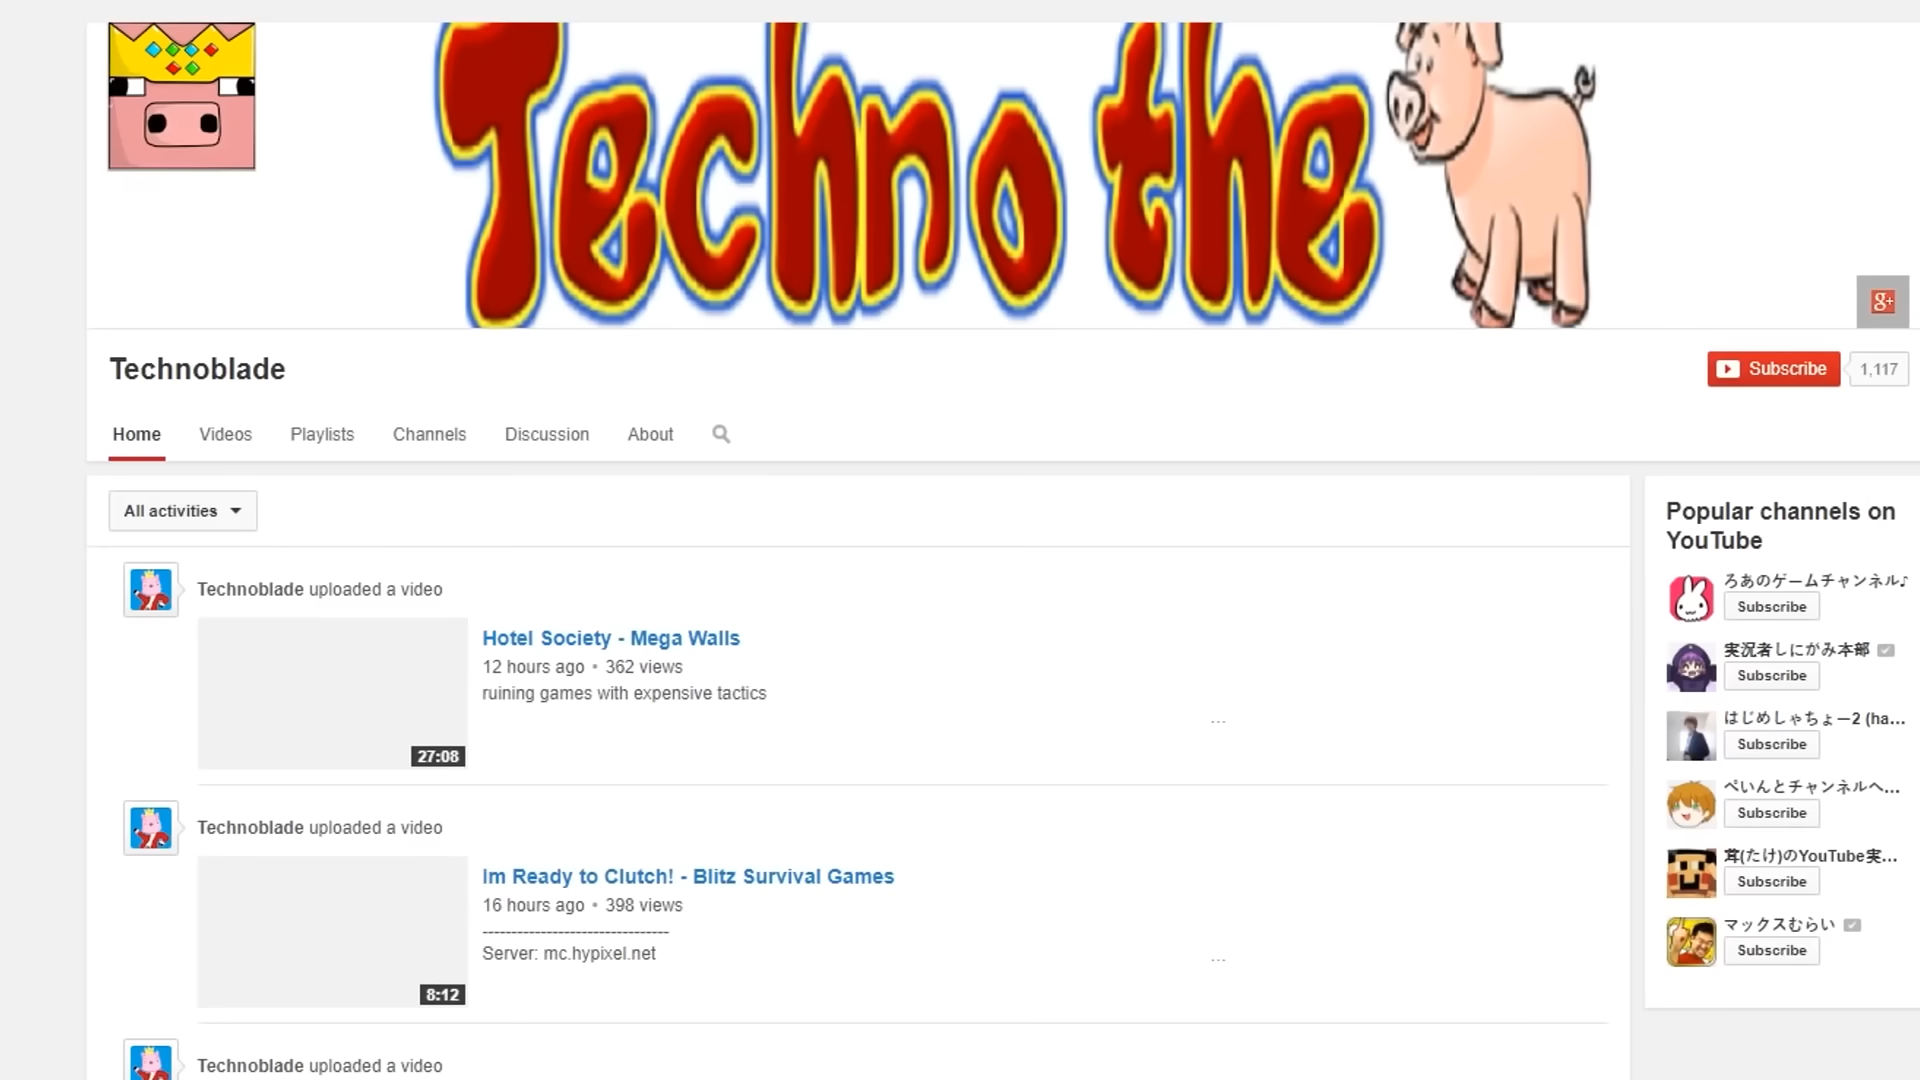 Techno the
g+
Technoblade
Subscribe 1,117
Home Videos Playlists Channels Discussion About
All activities
Technoblade uploaded a video
Hotel Society - Mega Walls
12 hours ago • 362 views
ruining games with expensive tactics
...
27:08
Technoblade uploaded a video
Im Ready to Clutch! - Blitz Survival Games
16 hours ago • 398 views
---------------------------------
Server: mc.hypixel.net
...
8:12
Technoblade uploaded a video
Popular channels on
YouTube
ろあのゲームチャンネル♪
Subscribe
実況者しにがみ本部
Subscribe
はじめしゃちょー2 (ha...
Subscribe
ぺいんとチャンネルへ...
Subscribe
茸(たけ)のYouTube実...
Subscribe
マックスむらい
Subscribe